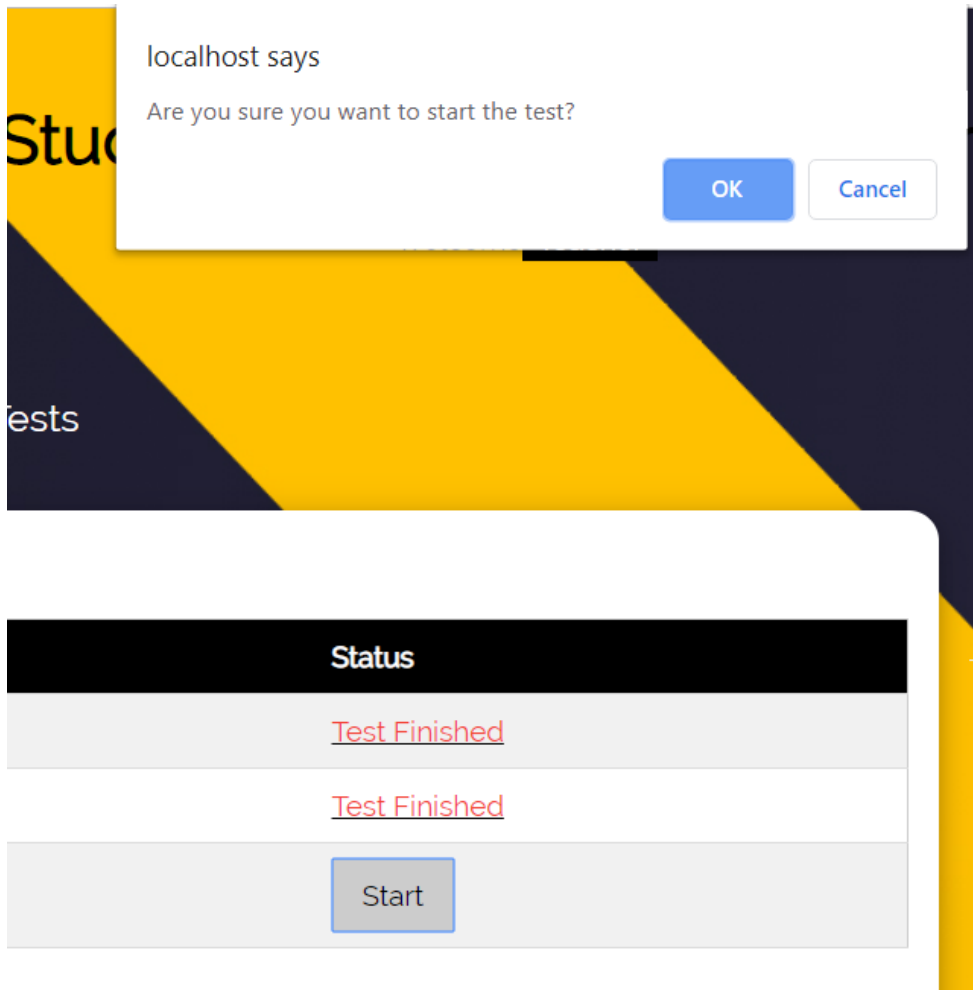 localhost says
Are you sure you want to start the test?
Stu
OK
Cancel
ests
Status
Test Finished
Test Finished
Start